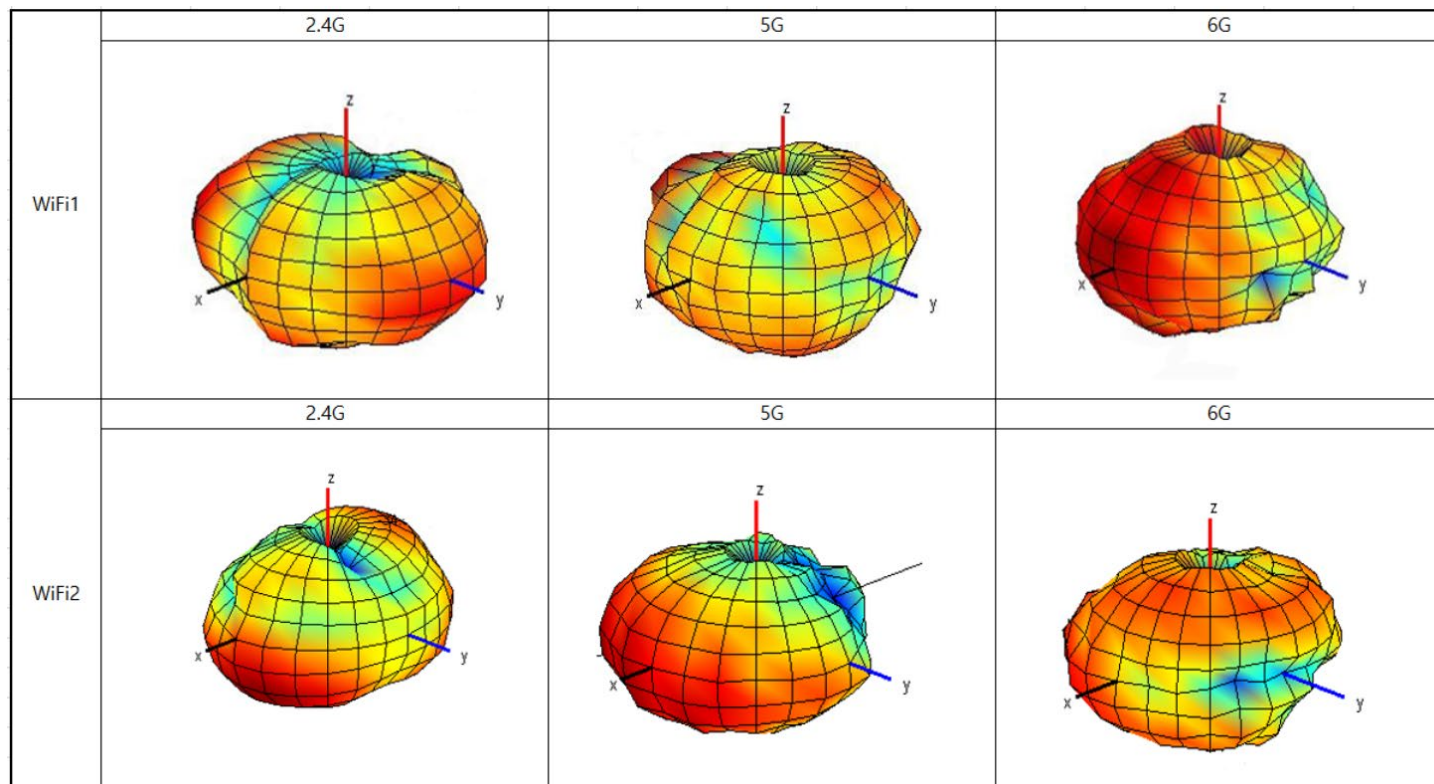 2.4G 5G 6G
WiFi1
z z z
x y x y x y
2.4G 5G 6G
WiFi2
z z z
x y x y x y